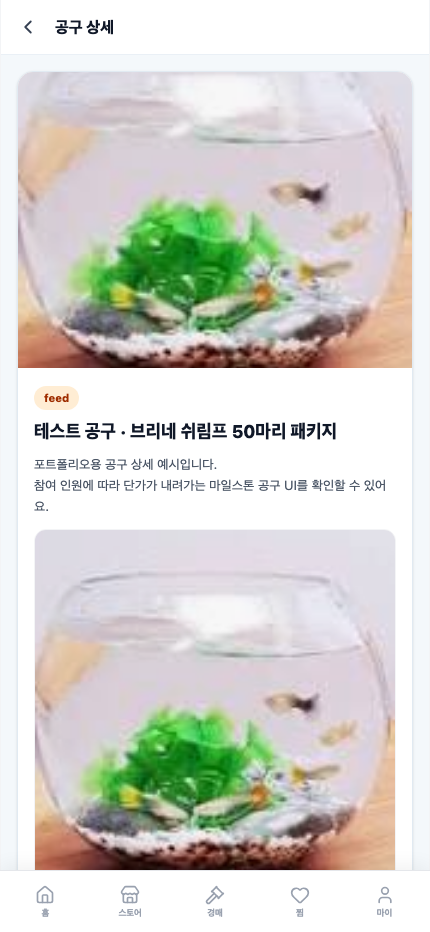 공구 상세
feed
테스트 공구 · 브리네 쉬림프 50마리 패키지
포트폴리오용 공구 상세 예시입니다.
참여 인원에 따라 단가가 내려가는 마일스톤 공구 UI를 확인할 수 있어
요.
홈
스토어
경매
찜
마이